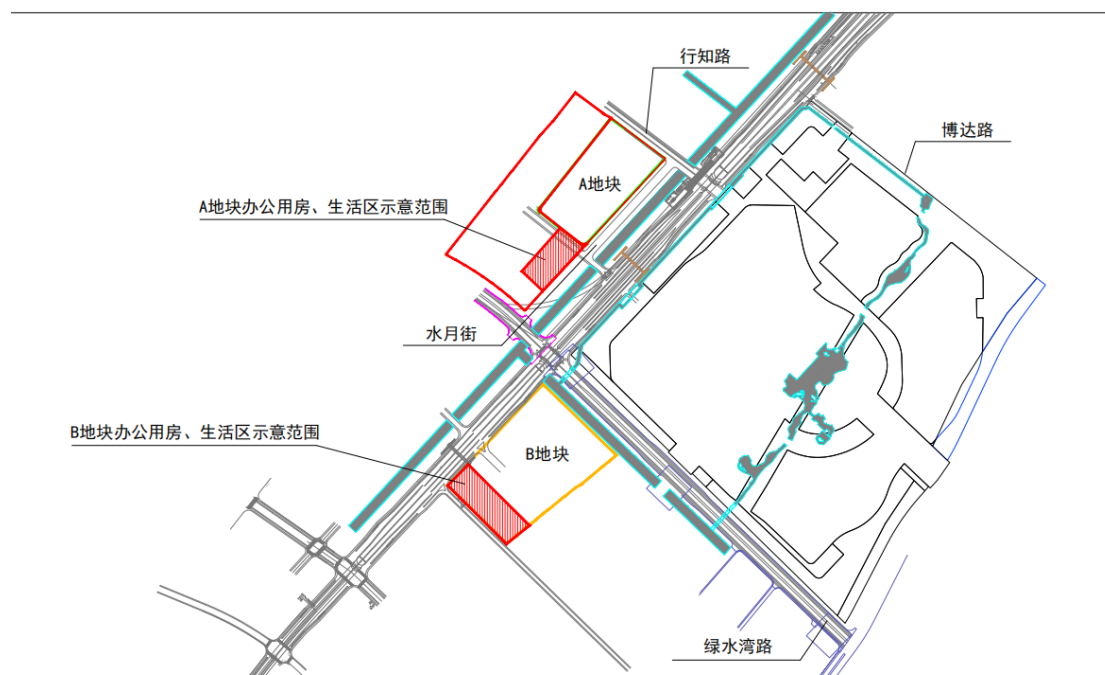 行知路
博达路
A地块
A地块办公用房、生活区示意范围
水月街
B地块办公用房、生活区示意范围
B地块
绿水湾路